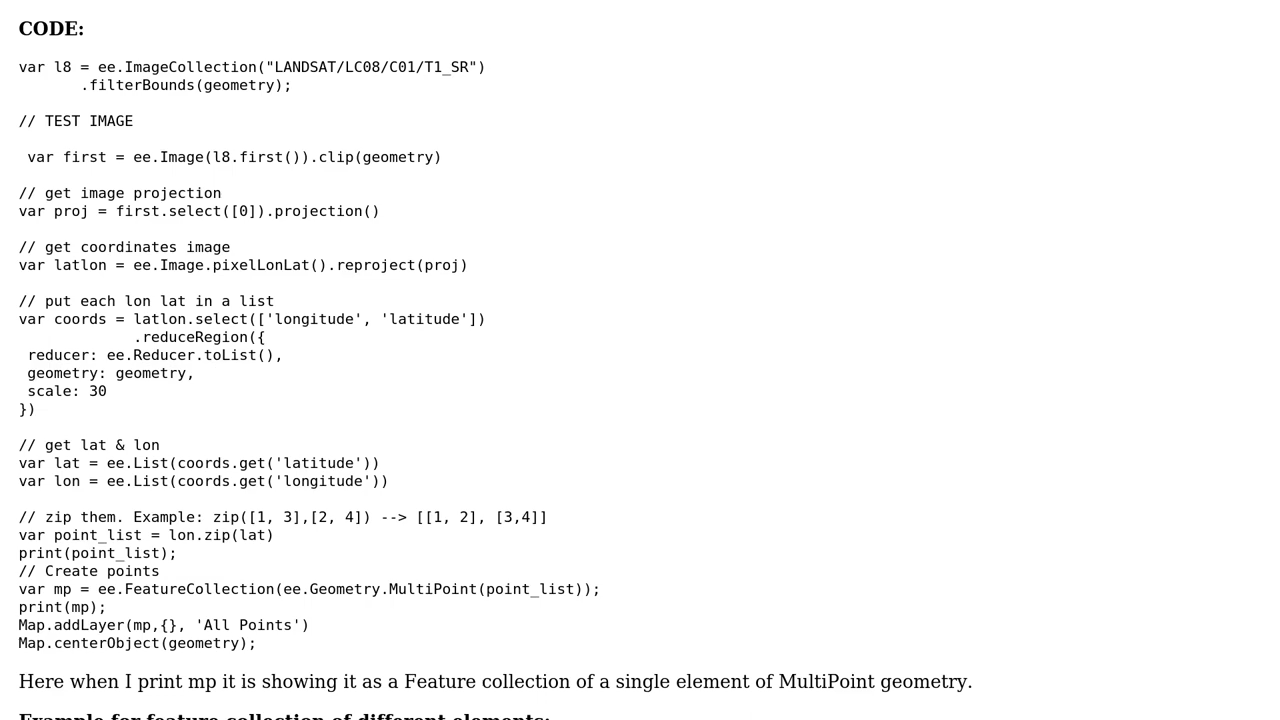 CODE:
var l8 = ee.ImageCollection("LANDSAT/LC08/C01/T1_SR")
       .filterBounds(geometry);
// TEST IMAGE
 var first = ee.Image(l8.first()).clip(geometry)
// get image projection
var proj = first.select([0]).projection()
// get coordinates image
var latlon = ee.Image.pixelLonLat().reproject(proj)
// put each lon lat in a list
var coords = latlon.select(['longitude', 'latitude'])
             .reduceRegion({
 reducer: ee.Reducer.toList(),
 geometry: geometry,
 scale: 30
})
// get lat & lon
var lat = ee.List(coords.get('latitude'))
var lon = ee.List(coords.get('longitude'))
// zip them. Example: zip([1, 3],[2, 4]) --> [[1, 2], [3,4]]
var point_list = lon.zip(lat)
print(point_list);
// Create points
var mp = ee.FeatureCollection(ee.Geometry.MultiPoint(point_list));
print(mp);
Map.addLayer(mp,{}, 'All Points')
Map.centerObject(geometry);
Here when I print mp it is showing it as a Feature collection of a single element of MultiPoint geometry.
Example for feature collection of different elements: